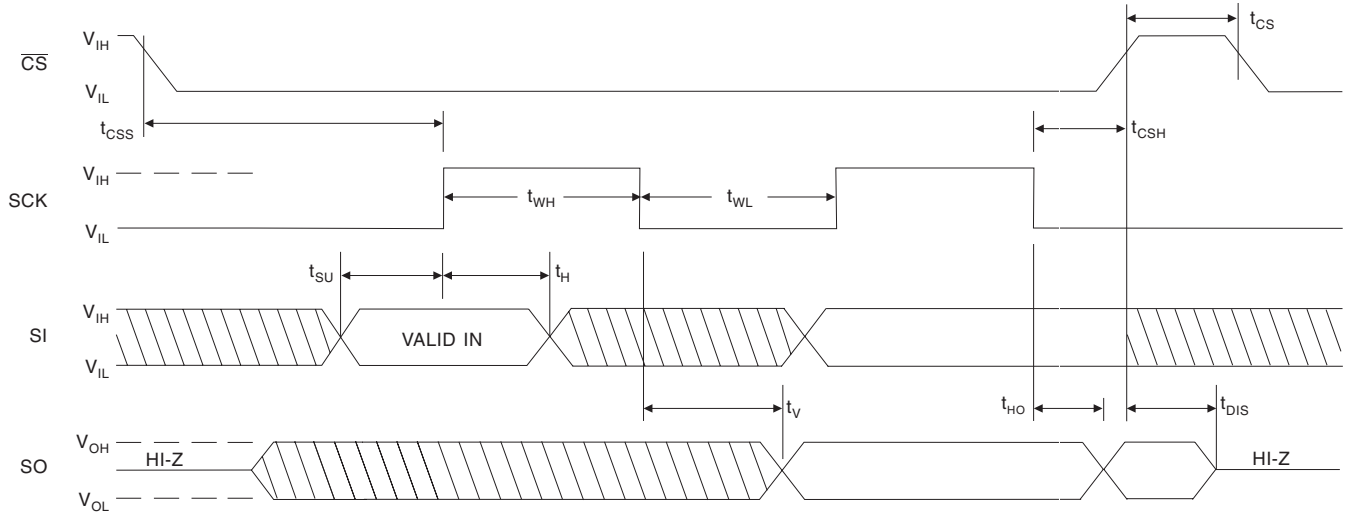 V_IH
t_CS
CS
V_IL
t_CSS
t_CSH
V_IH
SCK
t_WH
t_WL
V_IL
t_SU
t_H
V_IH
SI
VALID IN
V_IL
t_V
t_HO
t_DIS
V_OH
HI-Z
HI-Z
SO
V_OL